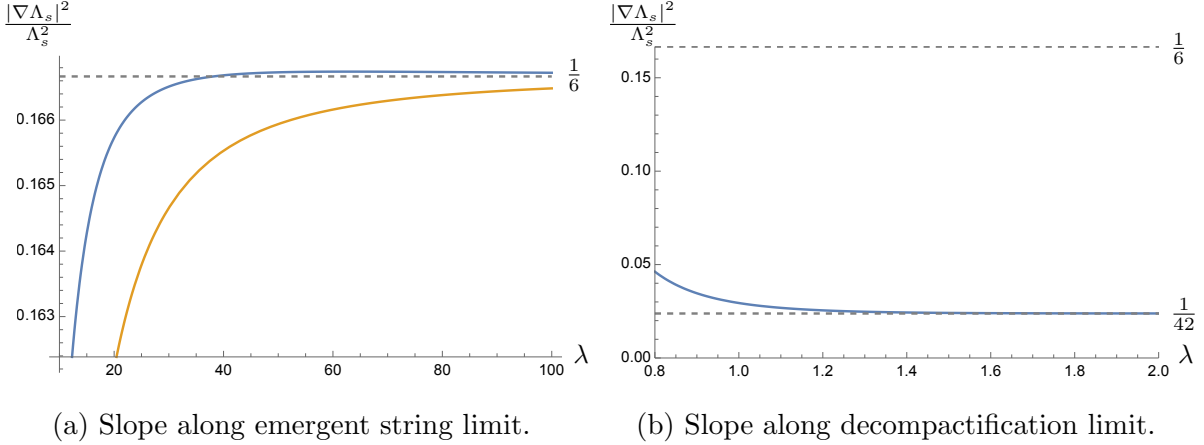 |∇Λ_s|²/Λ_s²
1/6
0.166
0.165
0.164
0.163
20 40 60 80 100 λ
(a) Slope along emergent string limit.
|∇Λ_s|²/Λ_s²
1/6
0.15
0.10
0.05
1/42
0.00
0.8 1.0 1.2 1.4 1.6 1.8 2.0 λ
(b) Slope along decompactification limit.